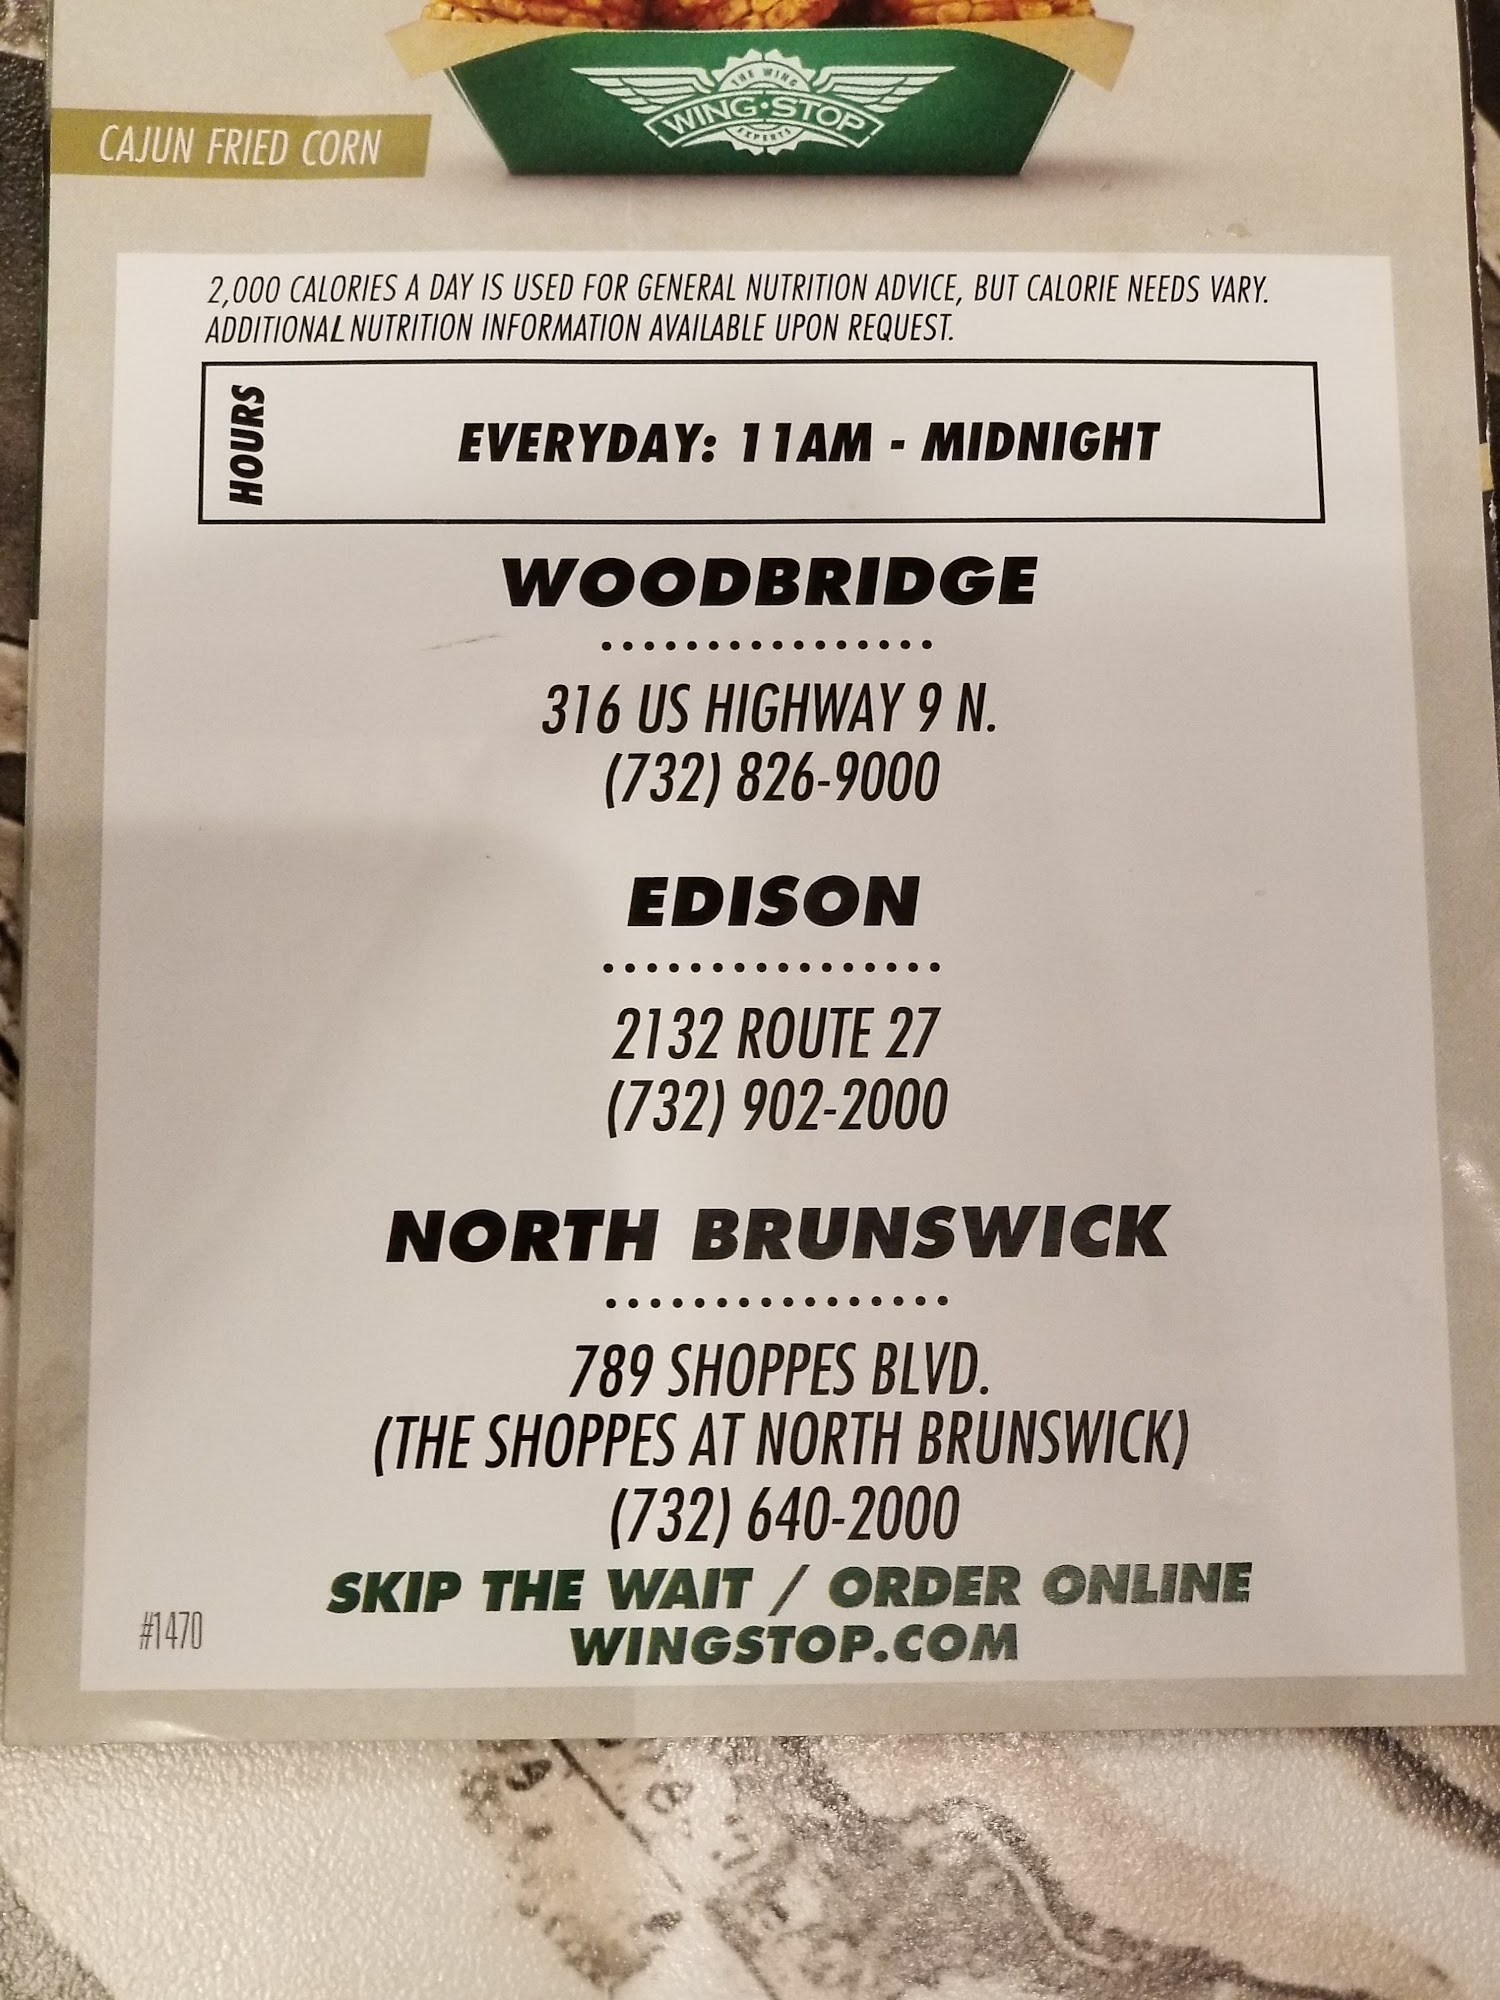 THE WING
WING·STOP
EXPERTS
CAJUN FRIED CORN
2,000 CALORIES A DAY IS USED FOR GENERAL NUTRITION ADVICE, BUT CALORIE NEEDS VARY.
ADDITIONAL NUTRITION INFORMATION AVAILABLE UPON REQUEST.
HOURS
EVERYDAY: 11AM - MIDNIGHT
WOODBRIDGE
316 US HIGHWAY 9 N.
(732) 826-9000
EDISON
2132 ROUTE 27
(732) 902-2000
NORTH BRUNSWICK
789 SHOPPES BLVD.
(THE SHOPPES AT NORTH BRUNSWICK)
(732) 640-2000
SKIP THE WAIT / ORDER ONLINE
WINGSTOP.COM
#1470